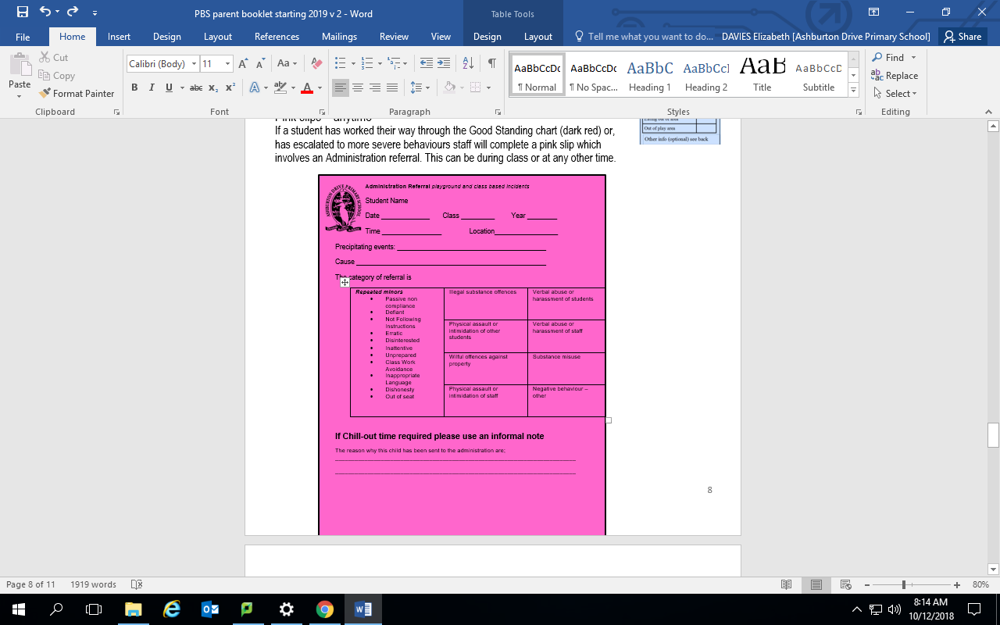 PBS parent booklet starting 2019 v 2 - Word
Table Tools
File Home Insert Design Layout References Mailings Review View Design Layout Tell me what you want to do... DAVIES Elizabeth [Ashburton Drive Primary School] Share
Paste
Cut
Copy
Format Painter
Clipboard
Calibri (Body) 11
Font
Paragraph
AaBbCcDc AaBbCcDc AaBbC AaBbCcI AaB AaBbCcD
¶ Normal ¶ No Spac... Heading 1 Heading 2 Title Subtitle
Styles
Find
Replace
Select
Editing
If a student has worked their way through the Good Standing chart (dark red) or,
has escalated to more severe behaviours staff will complete a pink slip which
involves an Administration referral. This can be during class or at any other time.
Out of play area
Other info (optional) see back
ASHBURTON DRIVE PRIMARY SCHOOL
Administration Referral playground and class based incidents
Student Name
Date Class Year
Time Location
Precipitating events:
Cause
The category of referral is
Repeated minors
• Passive non
compliance
• Defiant
• Not Following
Instructions
• Erratic
• Disinterested
• Inattentive
• Unprepared
• Class Work
Avoidance
• Inappropriate
Language
• Dishonesty
• Out of seat
Illegal substance offences
Verbal abuse or
harassment of students
Physical assault or
intimidation of other
students
Verbal abuse or
harassment of staff
Wilful offences against
property
Substance misuse
Physical assault or
intimidation of staff
Negative behaviour –
other
If Chill-out time required please use an informal note
The reason why this child has been sent to the administration are;
8
Page 8 of 11 1919 words 80%
8:14 AM
10/12/2018